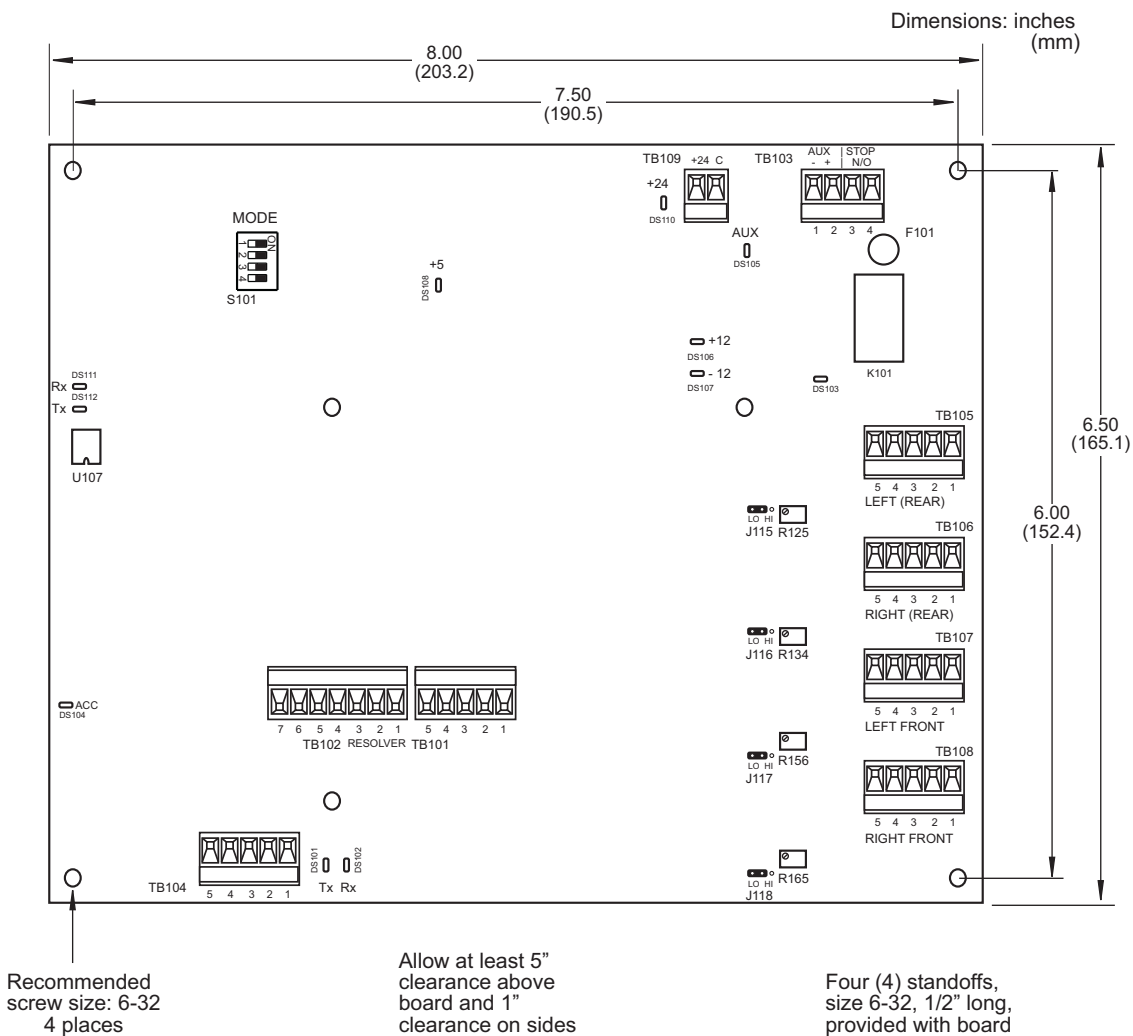 Dimensions: inches
(mm)
8.00
(203.2)
7.50
(190.5)
TB109 +24 C
TB103 AUX | STOP
- + | N/O
+24
DS110
1 2 3 4
AUX
DS105
F101
MODE
ON
1
2
3
4
S101
+5
DS108
+12
DS106
- 12
DS107
DS103
K101
DS111
Rx
DS112
Tx
U107
TB105
5 4 3 2 1
LEFT (REAR)
6.50
(165.1)
6.00
(152.4)
LO HI
J115 R125
TB106
5 4 3 2 1
RIGHT (REAR)
LO HI
J116 R134
TB107
5 4 3 2 1
LEFT FRONT
ACC
DS104
7 6 5 4 3 2 1 5 4 3 2 1
TB102 RESOLVER TB101
LO HI R156
J117
TB108
5 4 3 2 1
RIGHT FRONT
DS101
DS102
Tx Rx
TB104 5 4 3 2 1
LO HI R165
J118
Recommended
screw size: 6-32
4 places
Allow at least 5”
clearance above
board and 1”
clearance on sides
Four (4) standoffs,
size 6-32, 1/2” long,
provided with board